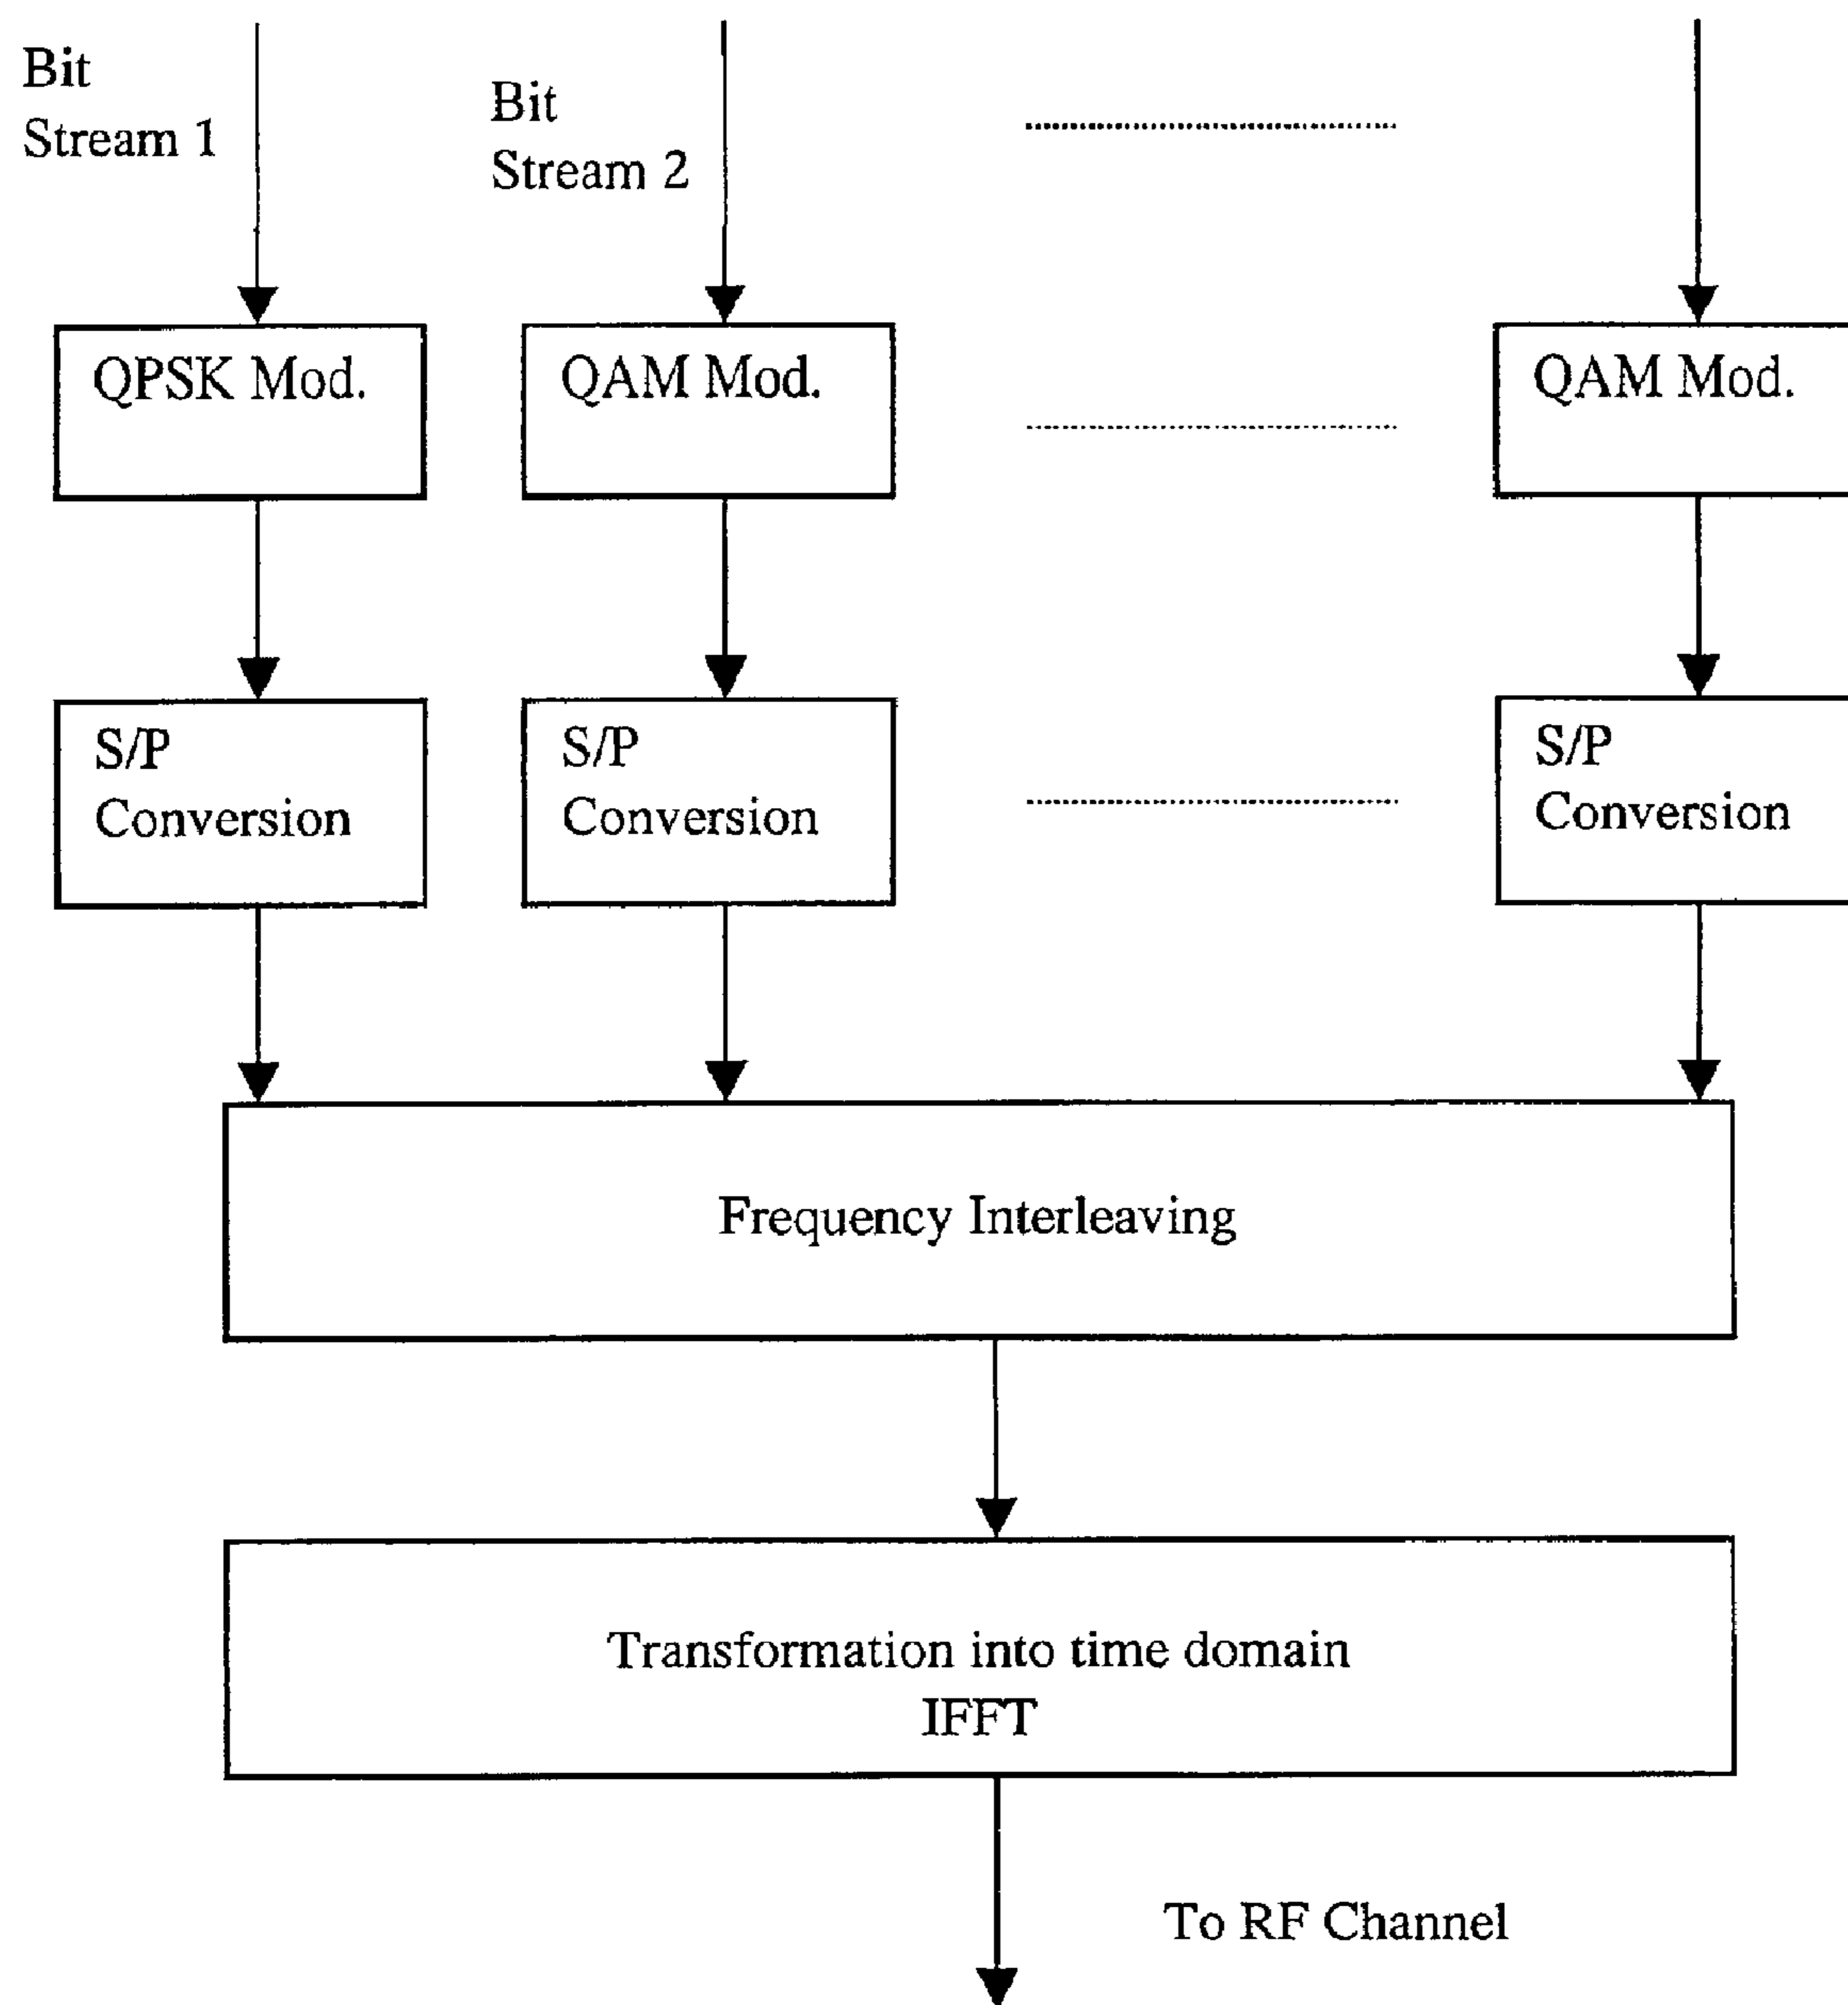 Bit
Stream 1
Bit
Stream 2
QPSK Mod.
QAM Mod.
QAM Mod.
S/P
Conversion
S/P
Conversion
S/P
Conversion
Frequency Interleaving
Transformation into time domain
IFFT
To RF Channel